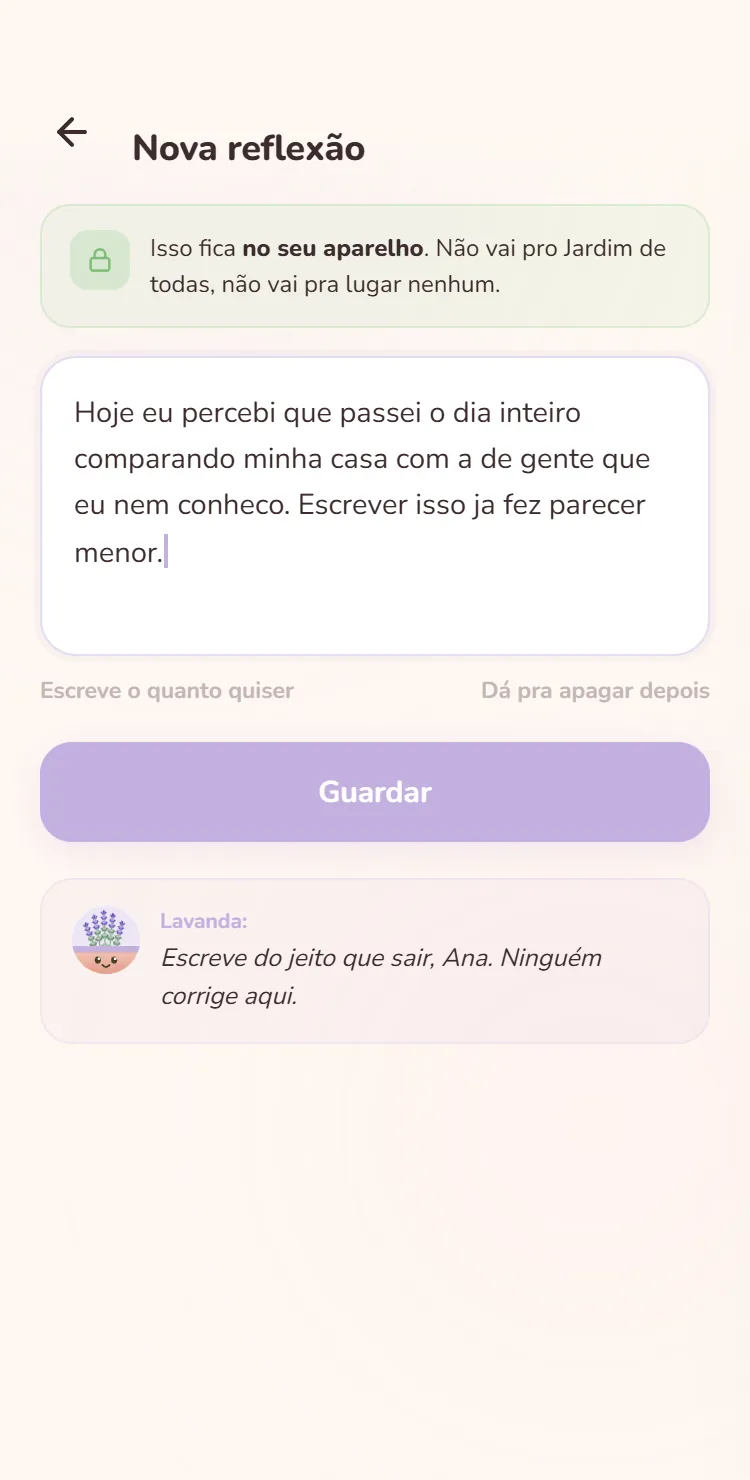 Nova reflexão
Isso fica no seu aparelho. Não vai pro Jardim de
todas, não vai pra lugar nenhum.
Hoje eu percebi que passei o dia inteiro
comparando minha casa com a de gente que
eu nem conheco. Escrever isso ja fez parecer
menor.
Escreve o quanto quiser
Dá pra apagar depois
Guardar
Lavanda:
Escreve do jeito que sair, Ana. Ninguém
corrige aqui.